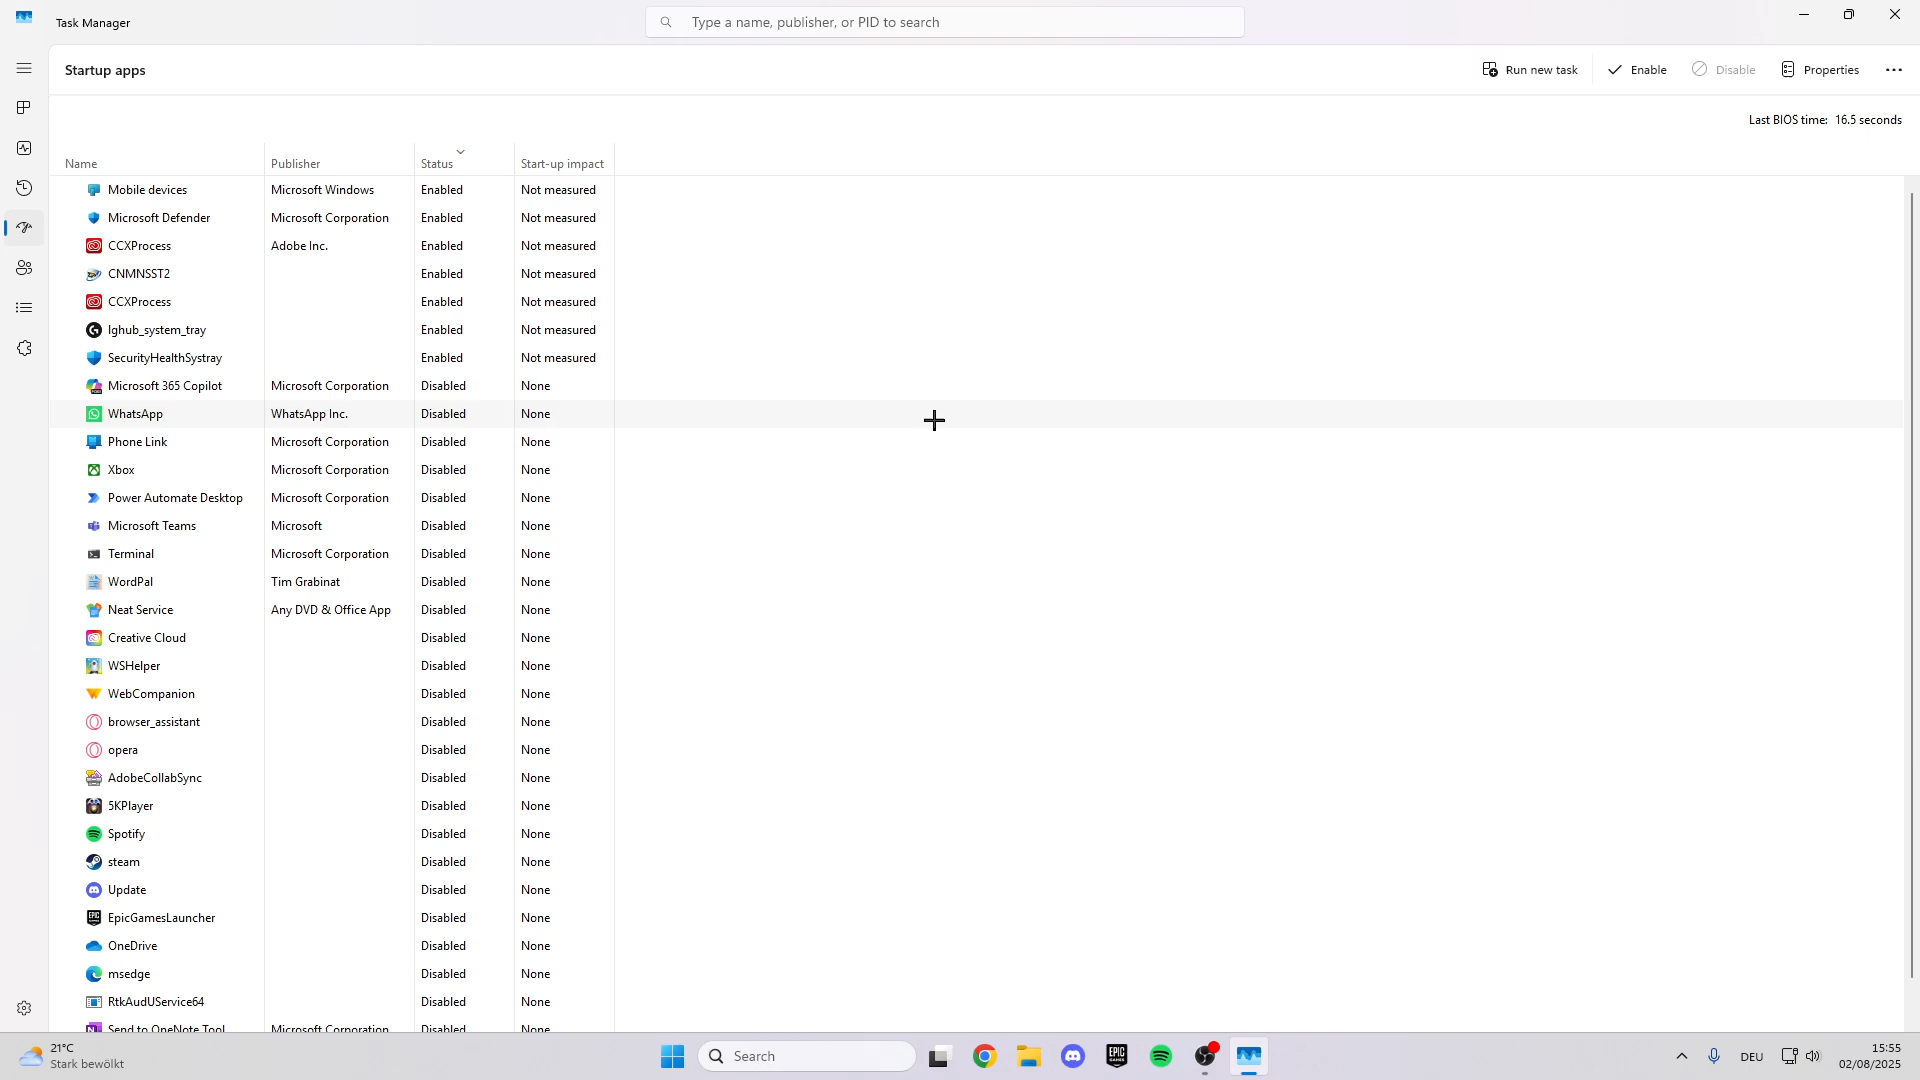 Task Manager
Type a name, publisher, or PID to search
Startup apps
Run new task
Enable
Disable
Properties
Last BIOS time: 16.5 seconds
Name Publisher Status Start-up impact
Mobile devices Microsoft Windows Enabled Not measured
Microsoft Defender Microsoft Corporation Enabled Not measured
CCXProcess Adobe Inc. Enabled Not measured
CNMNSST2 Enabled Not measured
CCXProcess Enabled Not measured
lghub_system_tray Enabled Not measured
SecurityHealthSystray Enabled Not measured
Microsoft 365 Copilot Microsoft Corporation Disabled None
WhatsApp WhatsApp Inc. Disabled None
Phone Link Microsoft Corporation Disabled None
Xbox Microsoft Corporation Disabled None
Power Automate Desktop Microsoft Corporation Disabled None
Microsoft Teams Microsoft Disabled None
Terminal Microsoft Corporation Disabled None
WordPal Tim Grabinat Disabled None
Neat Service Any DVD & Office App Disabled None
Creative Cloud Disabled None
WSHelper Disabled None
WebCompanion Disabled None
browser_assistant Disabled None
opera Disabled None
AdobeCollabSync Disabled None
5KPlayer Disabled None
Spotify Disabled None
steam Disabled None
Update Disabled None
EpicGamesLauncher Disabled None
OneDrive Disabled None
msedge Disabled None
RtkAudUService64 Disabled None
Send to OneNote Tool Microsoft Corporation Disabled None
21°C
Stark bewölkt
Search
EPIC GAMES
DEU
15:55
02/08/2025